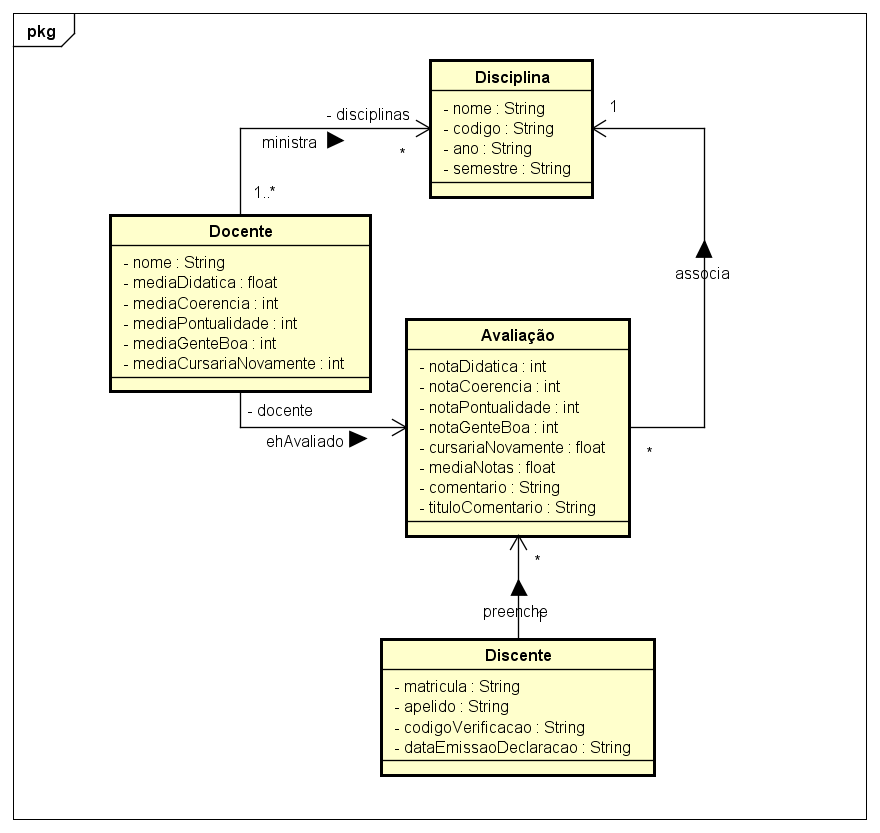 pkg
Disciplina
- nome : String
- codigo : String
- ano : String
- semestre : String
1
- disciplinas
ministra
*
1..*
Docente
- nome : String
- mediaDidatica : float
- mediaCoerencia : int
- mediaPontualidade : int
- mediaGenteBoa : int
- mediaCursariaNovamente : int
associa
- docente
ehAvaliado
Avaliação
- notaDidatica : int
- notaCoerencia : int
- notaPontualidade : int
- notaGenteBoa : int
- cursariaNovamente : float
- mediaNotas : float
- comentario : String
- tituloComentario : String
*
*
preenche
1
Discente
- matricula : String
- apelido : String
- codigoVerificacao : String
- dataEmissaoDeclaracao : String